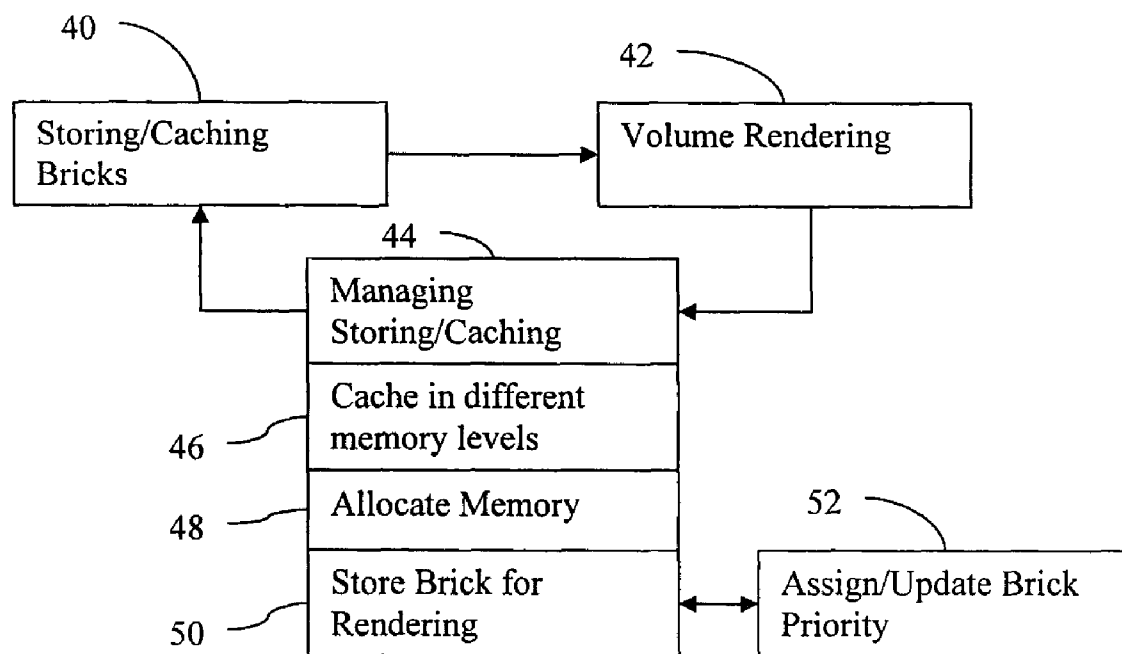 40
42
Storing/Caching
Bricks
Volume Rendering
44
Managing
Storing/Caching
Cache in different
memory levels
46
Allocate Memory
48
52
Store Brick for
Rendering
50
Assign/Update Brick
Priority